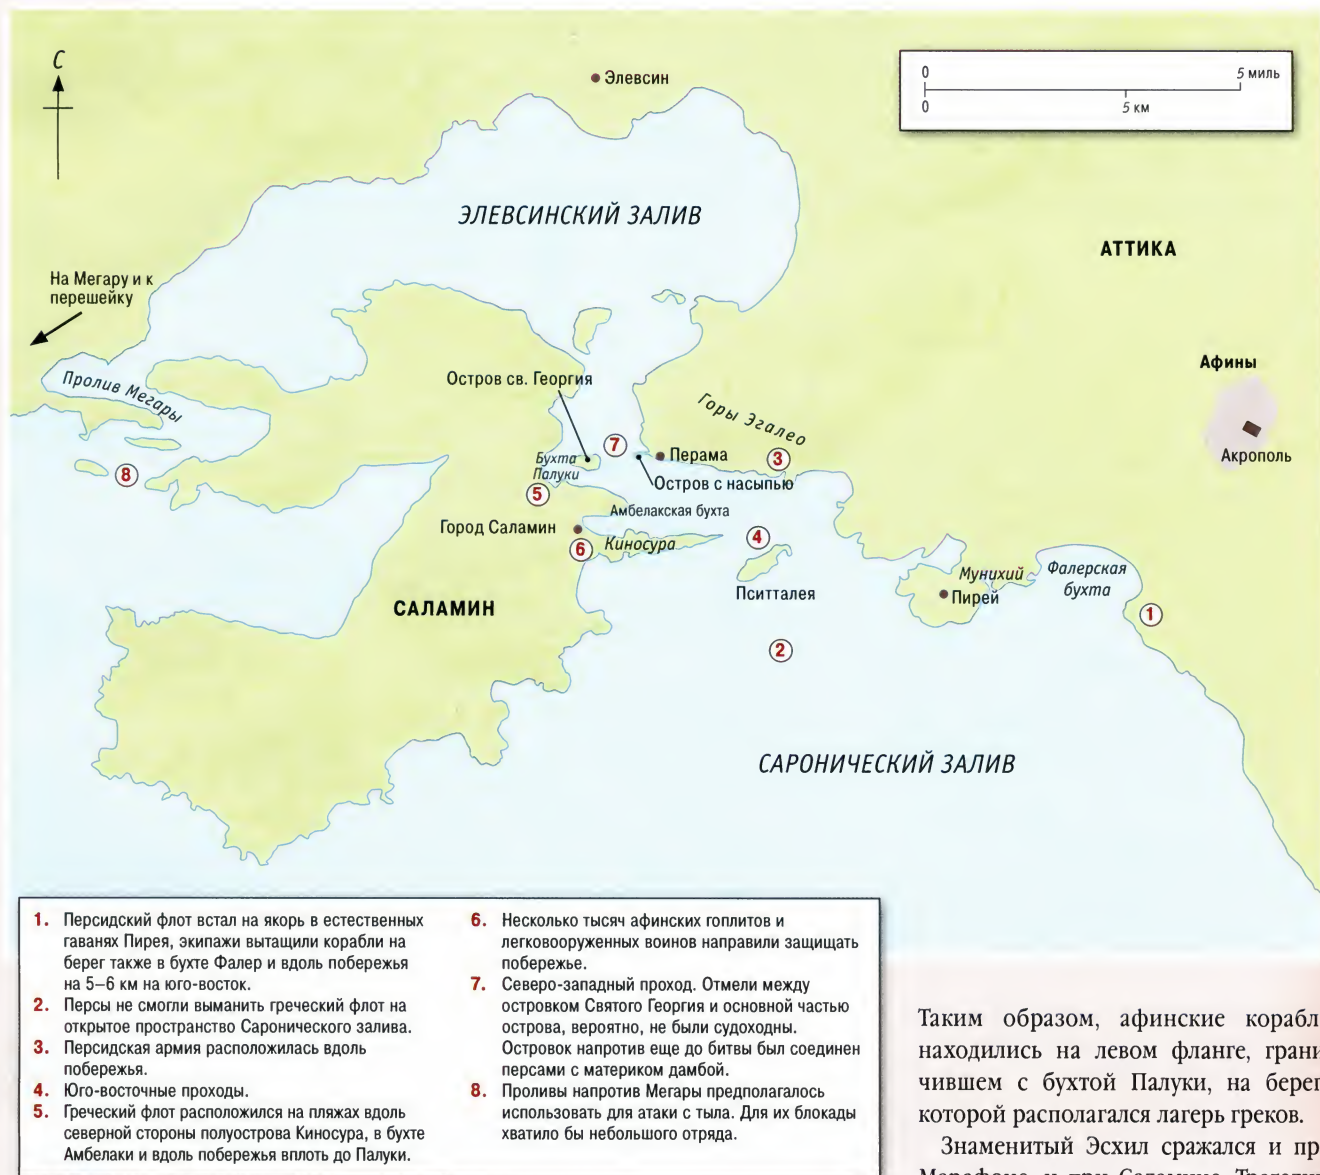 С
Элевсин
0
5 миль
0
5 км
ЭЛЕВСИНСКИЙ ЗАЛИВ
АТТИКА
На Мегару и к
перешейку
Афины
Пролив Мегары
Остров св. Георгия
Горы Эгалео
Акрополь
7
Перама
3
Бухта
Палуки
8
Остров с насыпью
5
Амбелакская бухта
Город Саламин
4
6
Киносура
Мунихий
Фалерская
бухта
Пситталея
Пирей
САЛАМИН
1
2
САРОНИЧЕСКИЙ ЗАЛИВ
1. Персидский флот встал на якорь в естественных
гаванях Пирея, экипажи вытащили корабли на
берег также в бухте Фалер и вдоль побережья
на 5–6 км на юго-восток.
2. Персы не смогли выманить греческий флот на
открытое пространство Саронического залива.
3. Персидская армия расположилась вдоль
побережья.
4. Юго-восточные проходы.
5. Греческий флот расположился на пляжах вдоль
северной стороны полуострова Киносура, в бухте
Амбелаки и вдоль побережья вплоть до Палуки.
6. Несколько тысяч афинских гоплитов и
легковооруженных воинов направили защищать
побережье.
7. Северо-западный проход. Отмели между
островком Святого Георгия и основной частью
острова, вероятно, не были судоходны.
Островок напротив еще до битвы был соединен
персами с материком дамбой.
8. Проливы напротив Мегары предполагалось
использовать для атаки с тыла. Для их блокады
хватило бы небольшого отряда.
Таким образом, афинские корабл
находились на левом фланге, грани
чившем с бухтой Палуки, на берег
которой располагался лагерь греков.
Знаменитый Эсхил сражался и пр